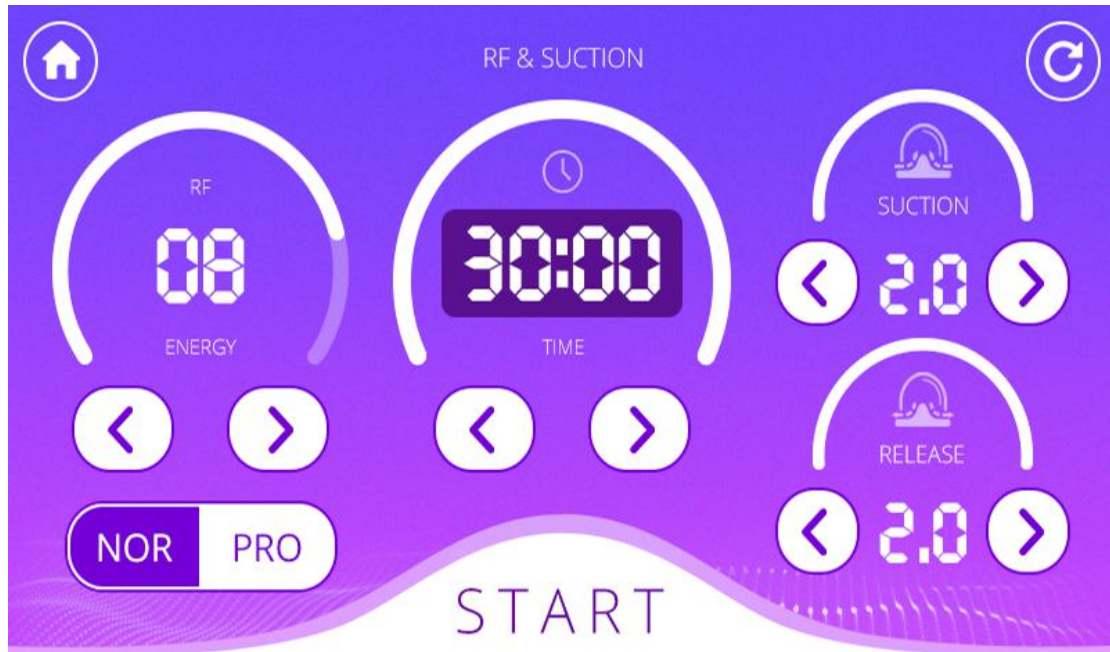 RF & SUCTION
RF
08
ENERGY
30:00
TIME
SUCTION
2.0
RELEASE
2.0
NOR PRO
START